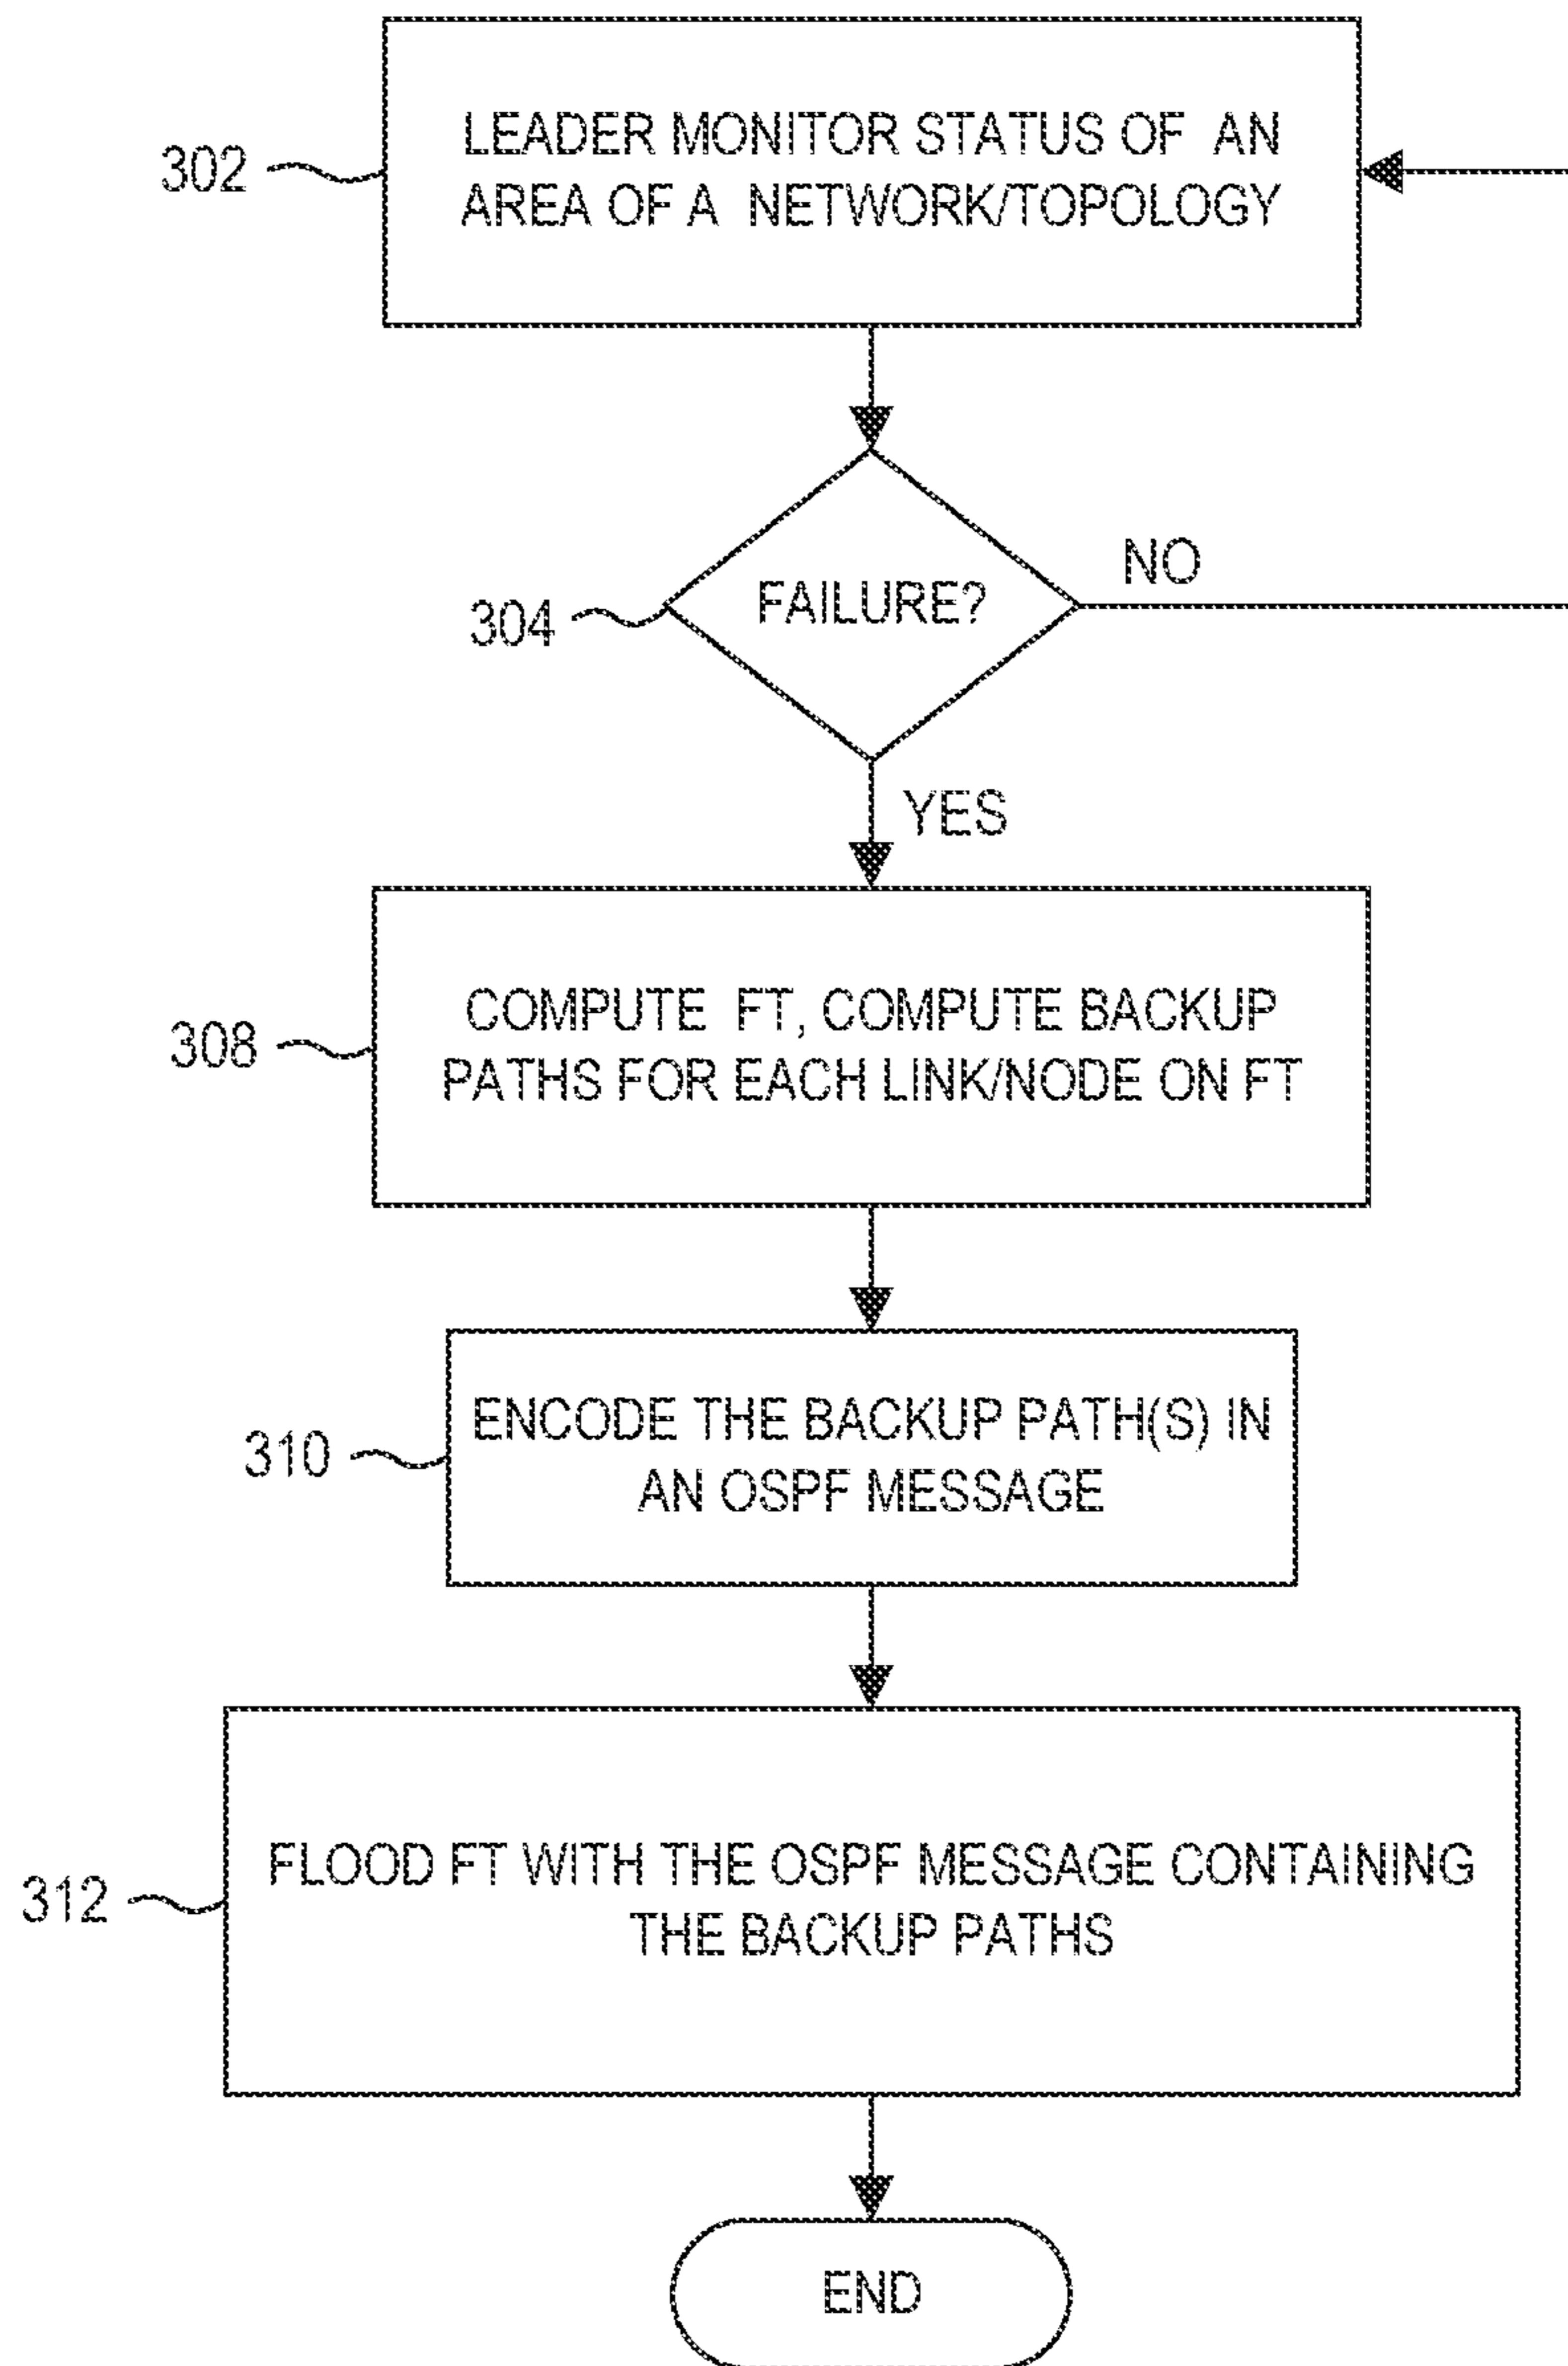 302
LEADER MONITOR STATUS OF AN
AREA OF A NETWORK/TOPOLOGY
304
FAILURE?
NO
YES
308
COMPUTE FT, COMPUTE BACKUP
PATHS FOR EACH LINK/NODE ON FT
310
ENCODE THE BACKUP PATH(S) IN
AN OSPF MESSAGE
312
FLOOD FT WITH THE OSPF MESSAGE CONTAINING
THE BACKUP PATHS
END